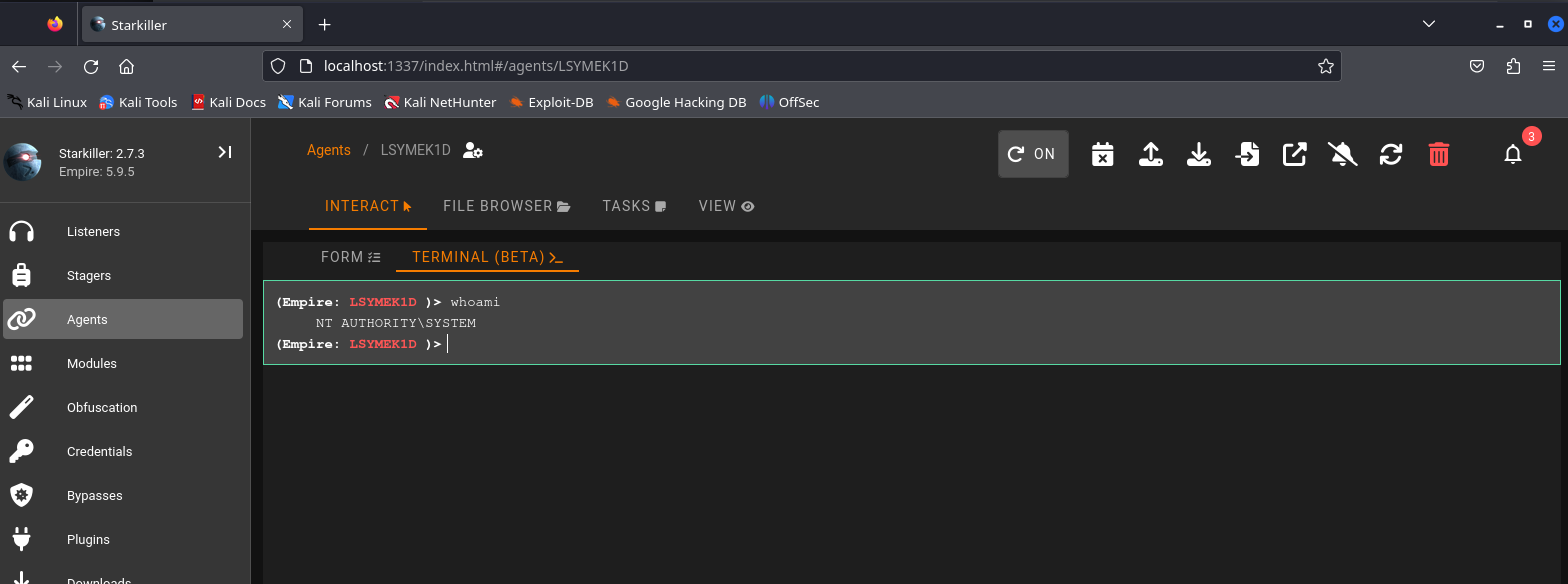 Starkiller
localhost:1337/index.html#/agents/LSYMEK1D
Kali Linux Kali Tools Kali Docs Kali Forums Kali NetHunter Exploit-DB Google Hacking DB OffSec
Starkiller: 2.7.3
Empire: 5.9.5
Agents / LSYMEK1D
ON
3
INTERACT FILE BROWSER TASKS VIEW
FORM TERMINAL (BETA)
(Empire: LSYMEK1D )> whoami
NT AUTHORITY\SYSTEM
(Empire: LSYMEK1D )>
Listeners
Stagers
Agents
Modules
Obfuscation
Credentials
Bypasses
Plugins
Downloads